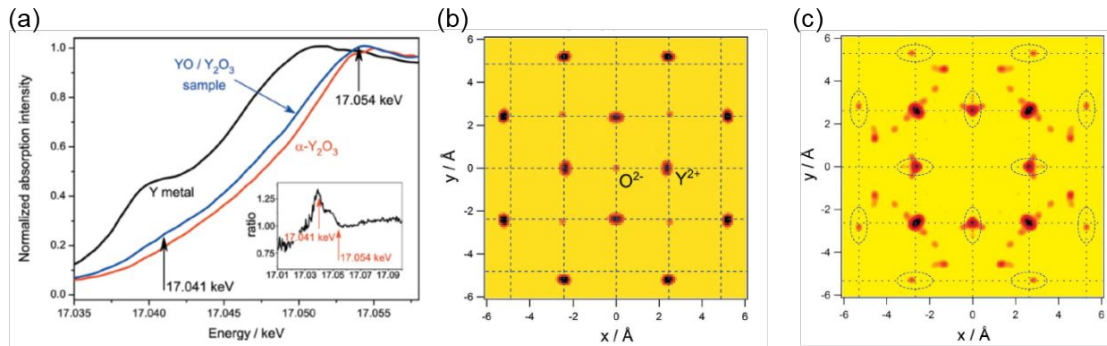 (a)
1.0
0.8
0.6
0.4
0.2
0.0
Normalized absorption intensity
YO / Y2O3
sample
17.054 keV
α-Y2O3
Y metal
17.041 keV
1.25
1.00
0.75
ratio
17.041 keV
17.054 keV
17.01 17.03 17.05 17.07 17.09
17.035 17.040 17.045 17.050 17.055
Energy / keV
(b)
6
4
2
0
-2
-4
-6
y / Å
O2- Y2+
-6 -4 -2 0 2 4 6
x / Å
(c)
6
4
2
0
-2
-4
-6
y / Å
-6 -4 -2 0 2 4 6
x / Å